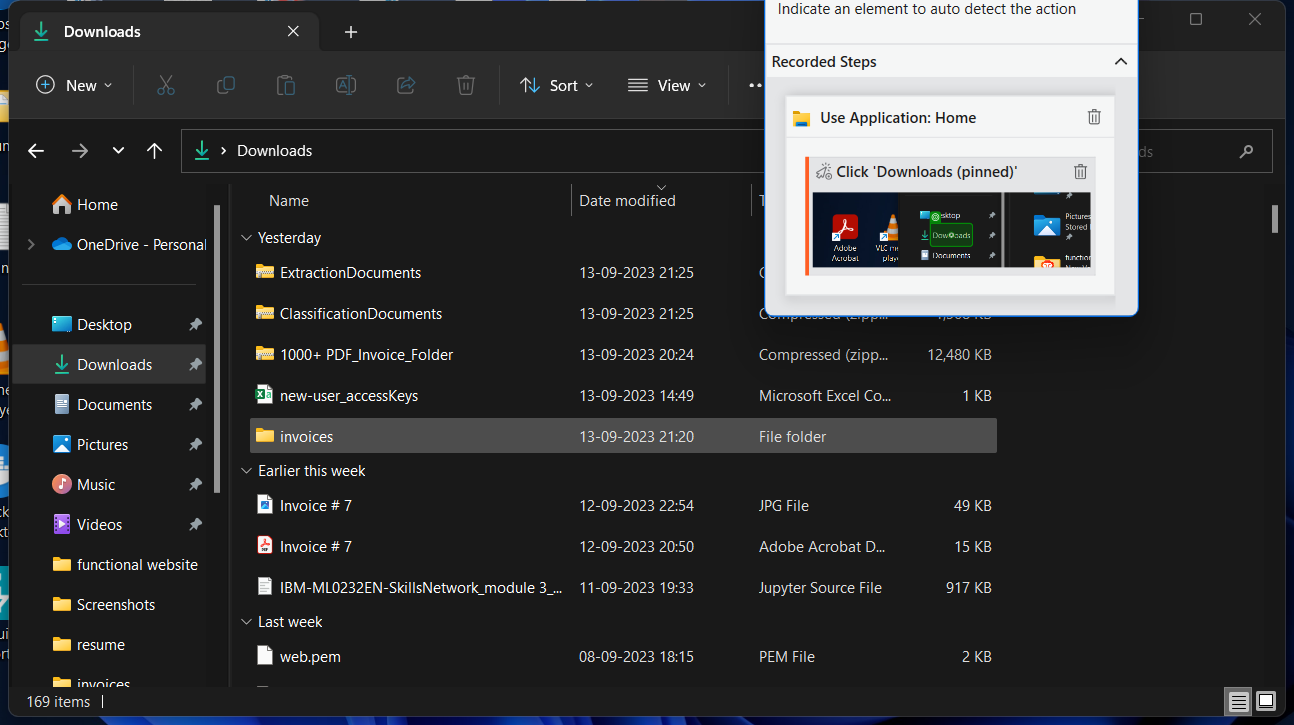 Downloads
New
Sort
View
Downloads
Indicate an element to auto detect the action
Recorded Steps
Use Application: Home
Click 'Downloads (pinned)'
Adobe
Acrobat
Desktop
Downloads
Documents
Pictures
Stored
Home
OneDrive - Personal
Desktop
Downloads
Documents
Pictures
Music
Videos
functional website
Screenshots
resume
invoices
Name Date modified
Yesterday
ExtractionDocuments 13-09-2023 21:25
ClassificationDocuments 13-09-2023 21:25 Compressed (zipp...
1000+ PDF_Invoice_Folder 13-09-2023 20:24 Compressed (zipp... 12,480 KB
new-user_accessKeys 13-09-2023 14:49 Microsoft Excel Co... 1 KB
invoices 13-09-2023 21:20 File folder
Earlier this week
Invoice # 7 12-09-2023 22:54 JPG File 49 KB
Invoice # 7 12-09-2023 20:50 Adobe Acrobat D... 15 KB
IBM-ML0232EN-SkillsNetwork_module 3_... 11-09-2023 19:33 Jupyter Source File 917 KB
Last week
web.pem 08-09-2023 18:15 PEM File 2 KB
169 items